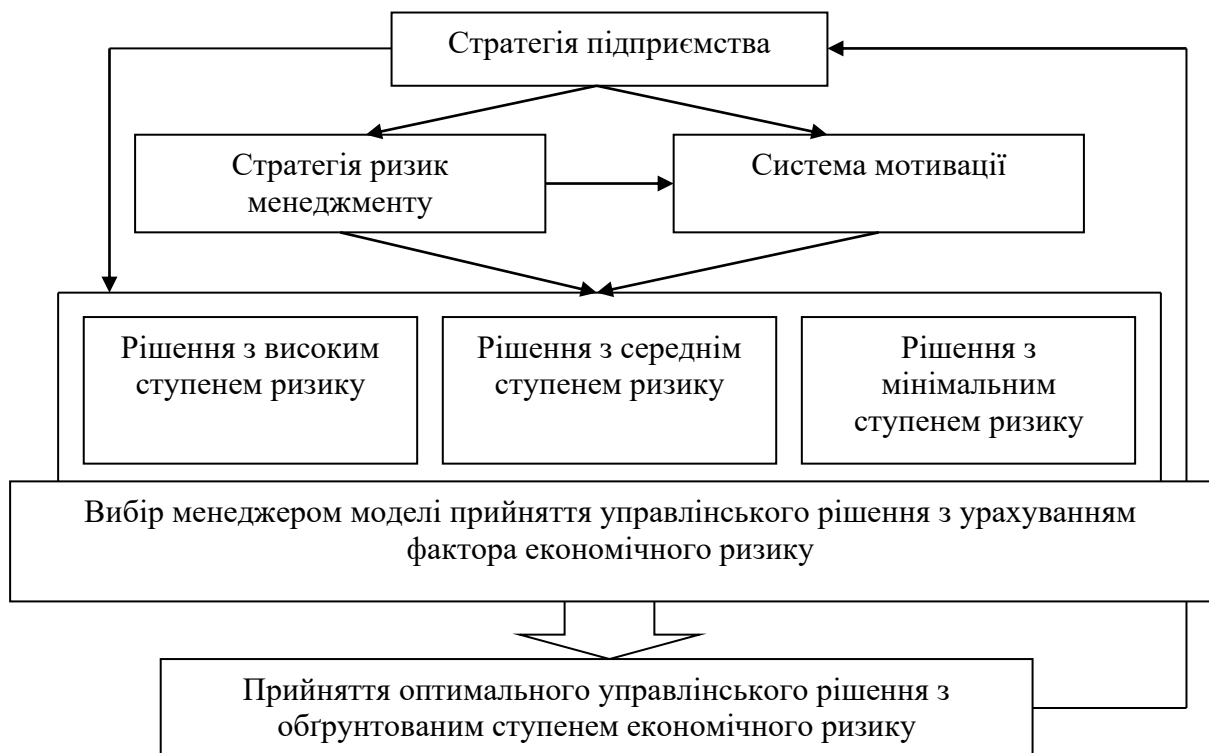 Стратегія підприємства
Стратегія ризик
менеджменту
Система мотивації
Рішення з високим
ступенем ризику
Рішення з середнім
ступенем ризику
Рішення з
мінімальним
ступенем ризику
Вибір менеджером моделі прийняття управлінського рішення з урахуванням
фактора економічного ризику
Прийняття оптимального управлінського рішення з
обґрунтованим ступенем економічного ризику